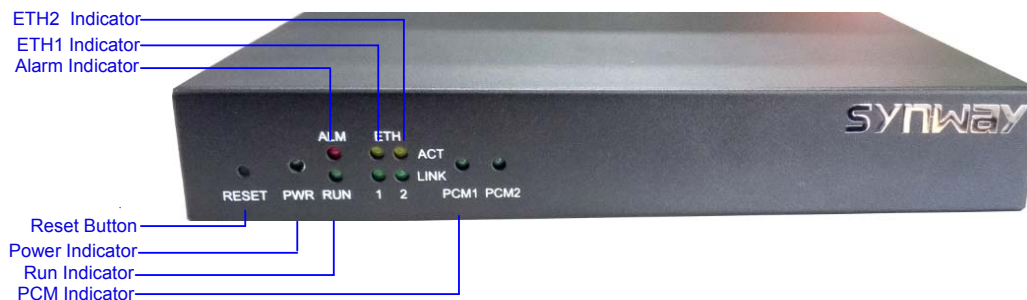 ETH2 Indicator
ETH1 Indicator
Alarm Indicator
synway
ALM ETH
ACT
LINK
RESET PWR RUN 1 2 PCM1 PCM2
Reset Button
Power Indicator
Run Indicator
PCM Indicator